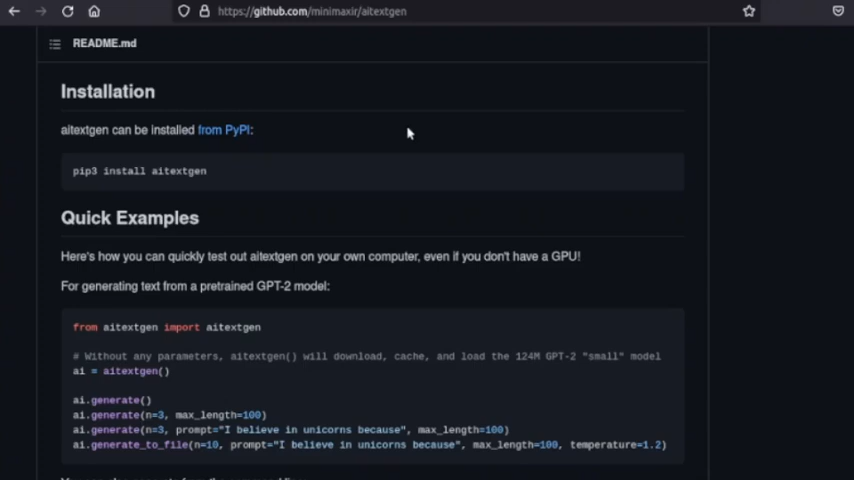 https://github.com/minimaxir/aitextgen
README.md
Installation
aitextgen can be installed from PyPI:
pip3 install aitextgen
Quick Examples
Here's how you can quickly test out aitextgen on your own computer, even if you don't have a GPU!
For generating text from a pretrained GPT-2 model:
from aitextgen import aitextgen
# Without any parameters, aitextgen() will download, cache, and load the 124M GPT-2 "small" model
ai = aitextgen()
ai.generate()
ai.generate(n=3, max_length=100)
ai.generate(n=3, prompt="I believe in unicorns because", max_length=100)
ai.generate_to_file(n=10, prompt="I believe in unicorns because", max_length=100, temperature=1.2)